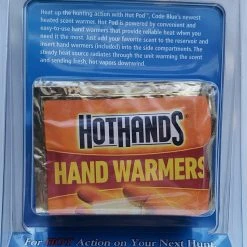 Heat up the hunting action with Hot Pod™, Code Blue's newest
heated scent warmer. Hot Pod is powered by convenient and
easy-to-use hand warmers that provide reliable heat when you
need it the most. Just add your favorite scent to the reservoir and
insert hand warmers (included) into the side compartments. The
steady heat radiates through the unit warming the scent
and sending fresh, hot vapors downwind.
HOTHANDS®
HAND WARMERS
For HOT Action on Your Next Hunt